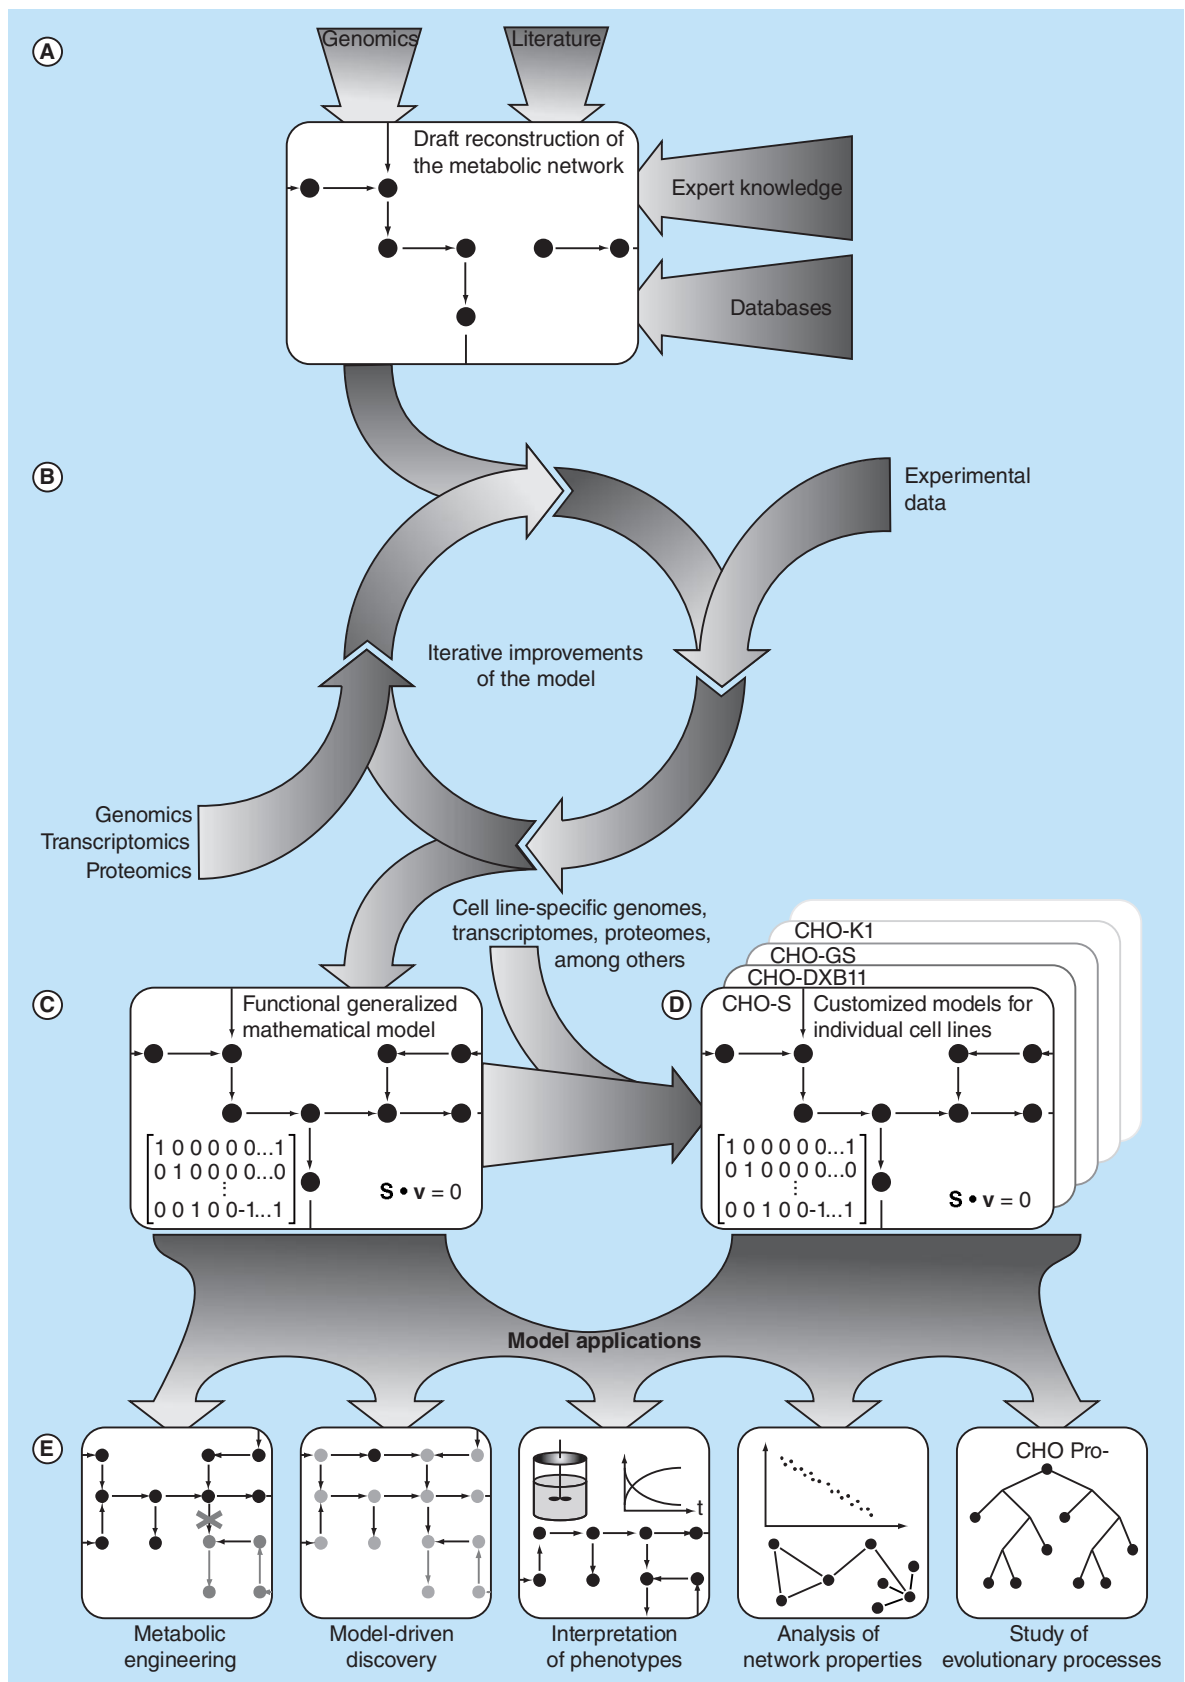 A
Genomics
Literature
Draft reconstruction of
the metabolic network
Expert knowledge
Databases
B
Experimental
data
Iterative improvements
of the model
Genomics
Transcriptomics
Proteomics
Cell line-specific genomes,
transcriptomes, proteomes,
among others
C
Functional generalized
mathematical model
1 0 0 0 0 0...1
0 1 0 0 0 0...0
⋮
0 0 1 0 0-1...1
S • v = 0
D
CHO-K1
CHO-GS
CHO-DXB11
CHO-S
Customized models for
individual cell lines
1 0 0 0 0 0...1
0 1 0 0 0 0...0
⋮
0 0 1 0 0-1...1
S • v = 0
Model applications
E
t
CHO Pro-
Metabolic
engineering
Model-driven
discovery
Interpretation
of phenotypes
Analysis of
network properties
Study of
evolutionary processes